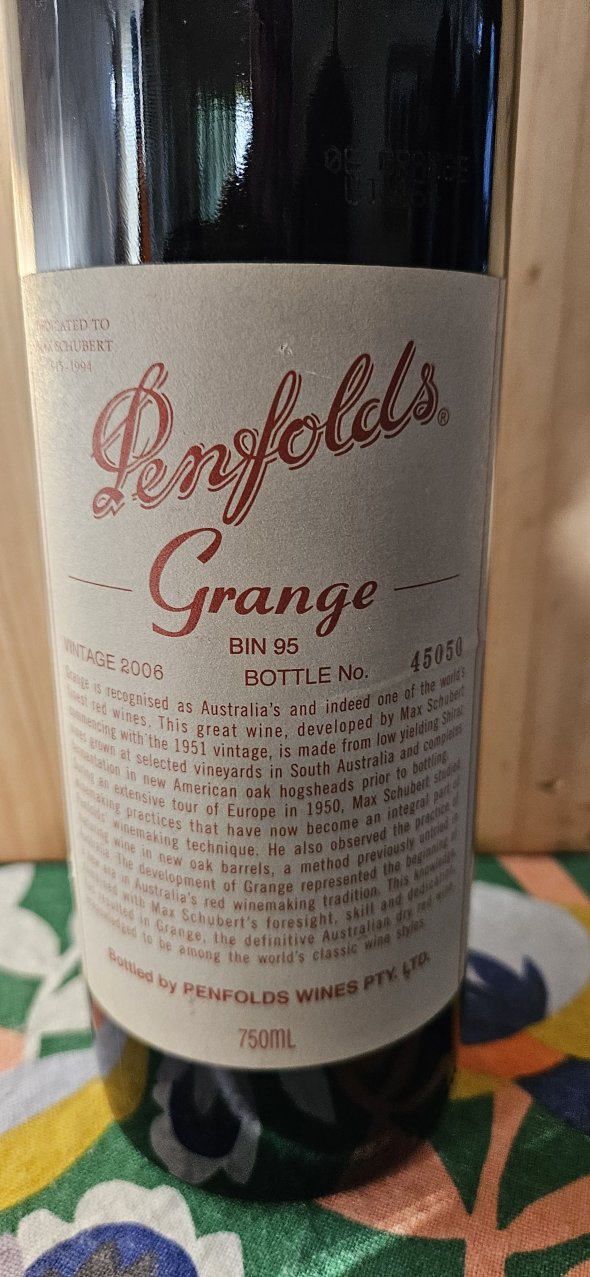 06 GRANGE
TO
SCHUBERT
-1994
Penfolds®
Grange
BIN 95
VINTAGE 2006
BOTTLE No. 45050
Grange is recognised as Australia's and indeed one of the world's
finest red wines. This great wine, developed by Max Schubert
commencing with the 1951 vintage, is made from low yielding Shiraz
vines grown at selected vineyards in South Australia and completes
fermentation in new American oak hogsheads prior to bottling.
During an extensive tour of Europe in 1950, Max Schubert studied
winemaking practices that have now become an integral part of
Penfolds' winemaking technique. He also observed the practice of
maturing wine in new oak barrels, a method previously untried in
Australia. The development of Grange represented the beginning of
a new era in Australia's red winemaking tradition. This knowledge,
combined with Max Schubert's foresight, skill and dedication
has resulted in Grange, the definitive Australian dry red wine,
acknowledged to be among the world's classic wine styles.
Bottled by PENFOLDS WINES PTY. LTD.
750ML